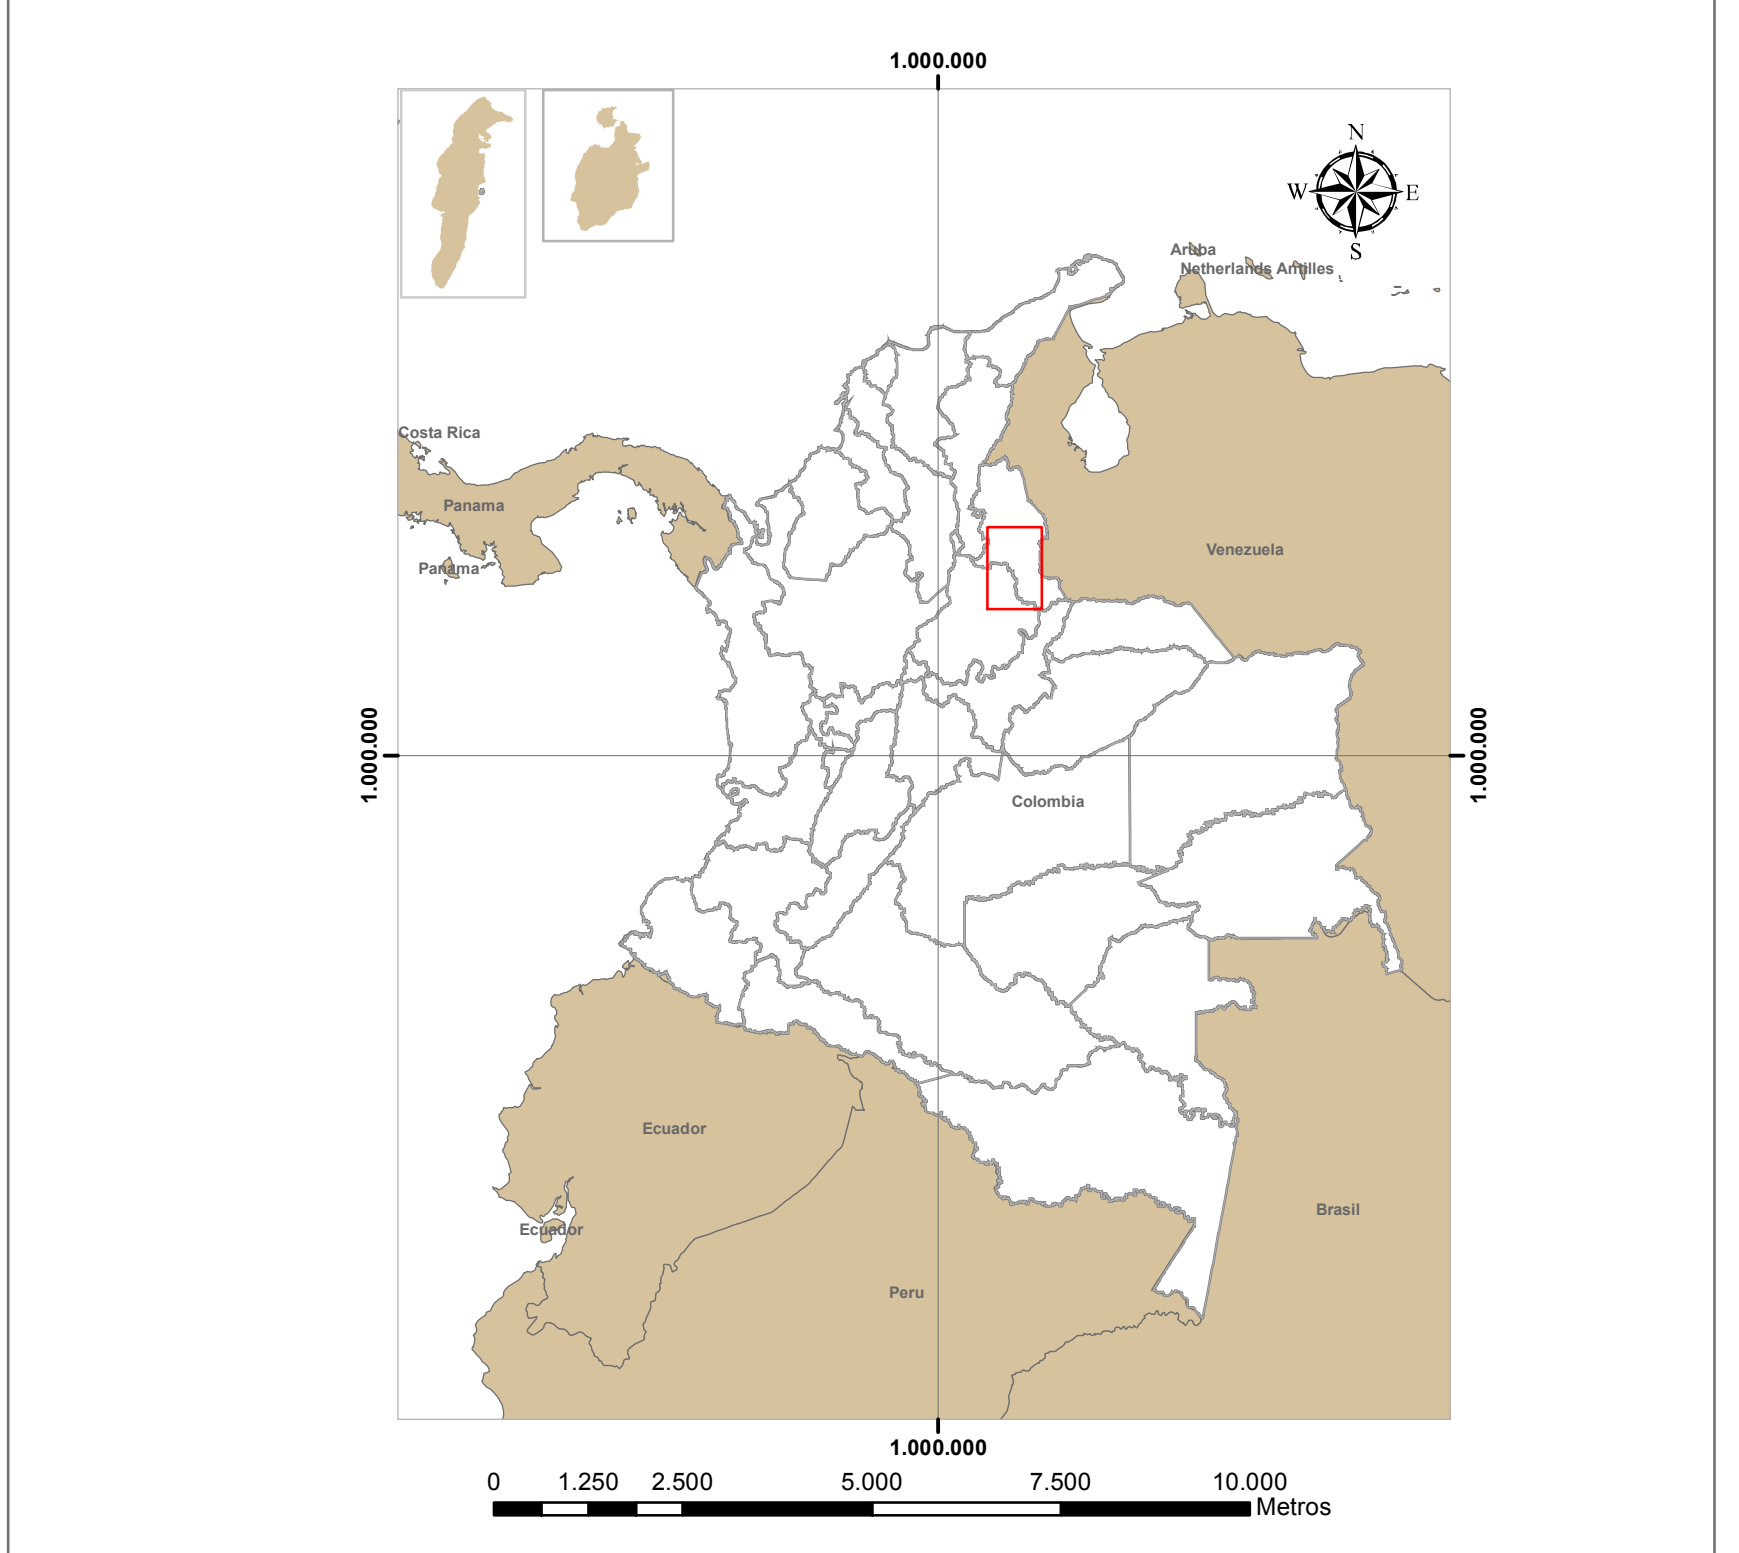 1.000.000
N
W E
S
Aruba
Netherlands Antilles
Costa Rica
Panama
Venezuela
Panama
1.000.000
1.000.000
Colombia
Ecuador
Brasil
Ecuador
Peru
1.000.000
0 1.250 2.500 5.000 7.500 10.000
Metros